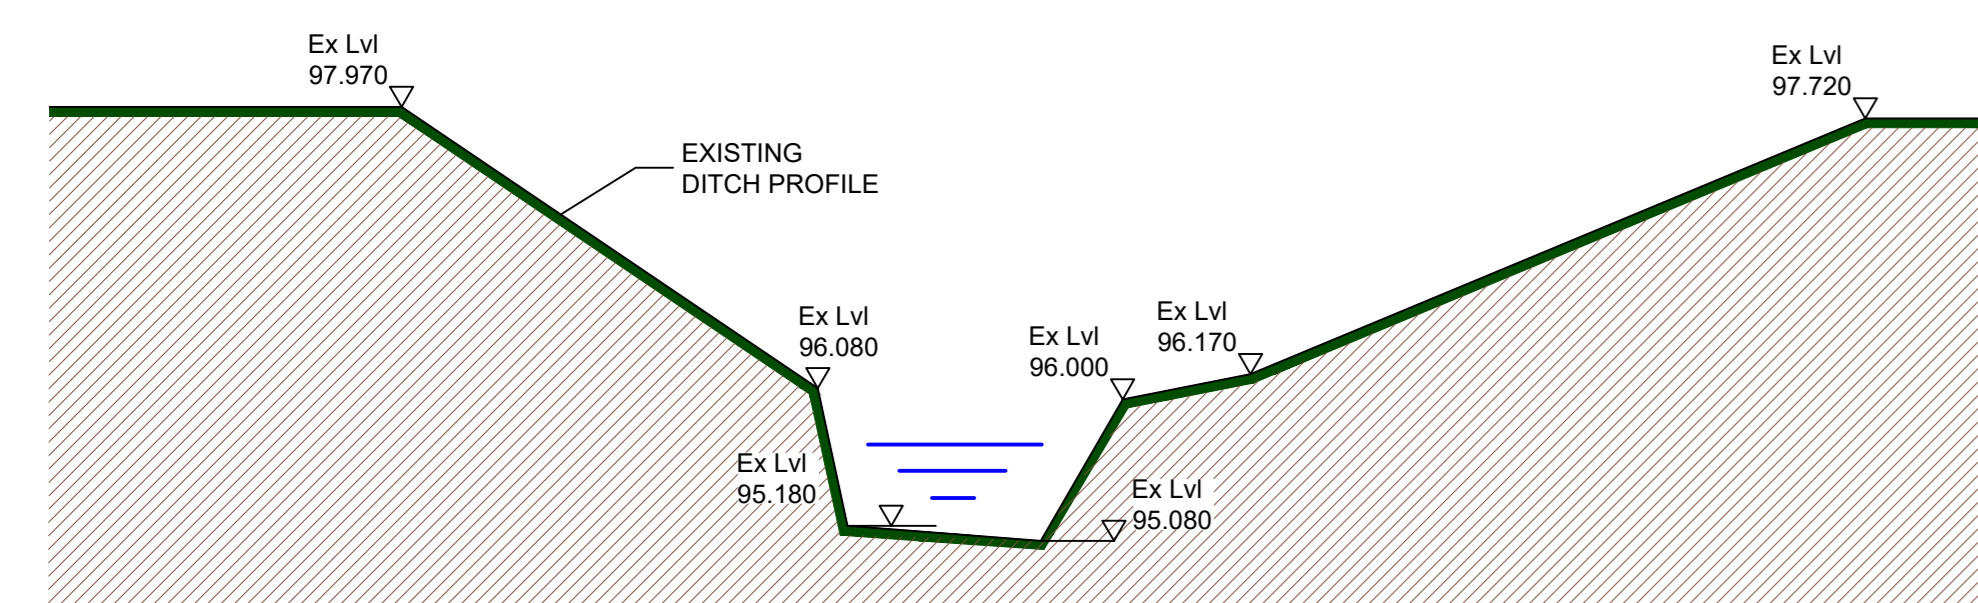 Ex Lvl
97.970
Ex Lvl
97.720
EXISTING
DITCH PROFILE
Ex Lvl
96.080
Ex Lvl
96.000
Ex Lvl
96.170
Ex Lvl
95.180
Ex Lvl
95.080